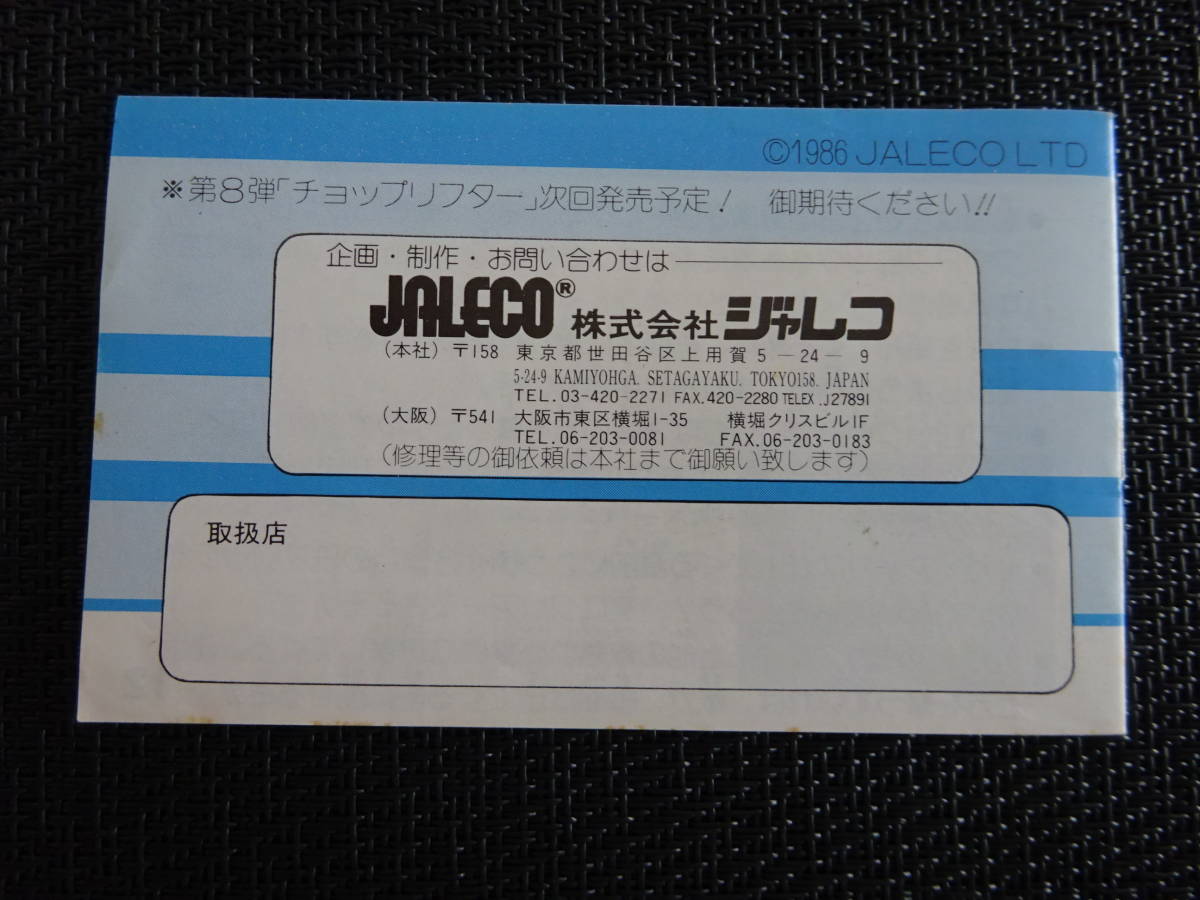 ©1986 JALECO LTD
※第8弾「チョップリフター」次回発売予定! 御期待ください!!
企画・制作・お問い合わせは
JALECO® 株式会社ジャレコ
(本社) 〒158 東京都世田谷区上用賀5-24-9
5-24-9 KAMIYOHGA. SETAGAYAKU. TOKYO158. JAPAN
TEL.03-420-2271 FAX.420-2280 TELEX.J27891
(大阪) 〒541 大阪市東区横堀1-35 横堀クリスビル1F
TEL.06-203-0081 FAX.06-203-0183
(修理等の御依頼は本社まで御願い致します)
取扱店